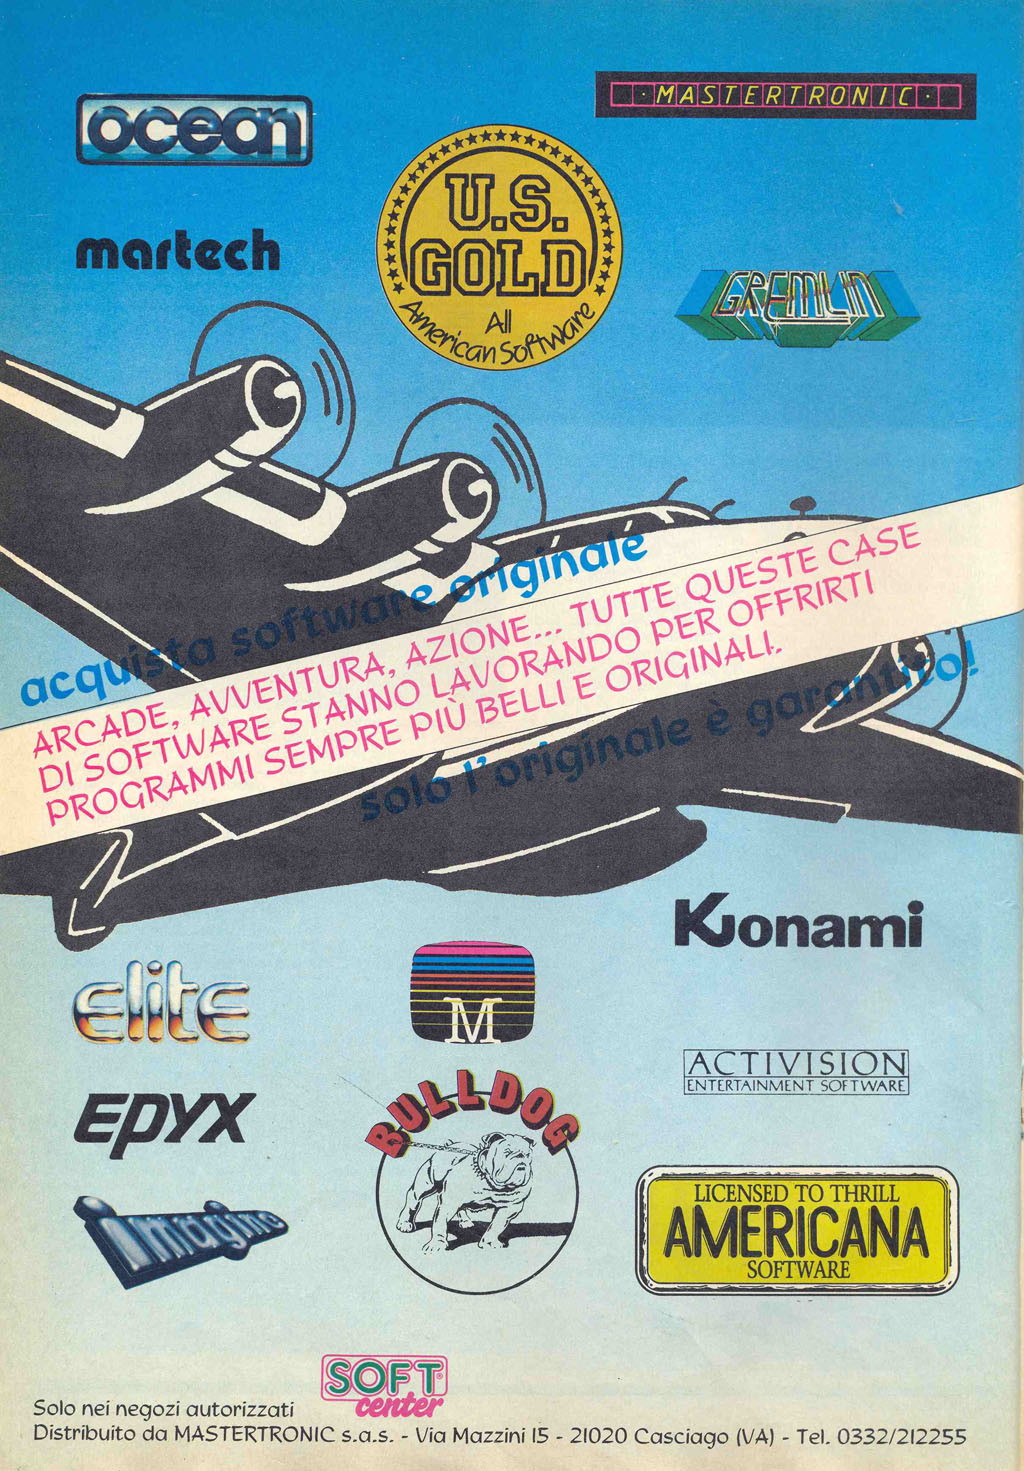 ocean
MASTERTRONIC
U.S.
GOLD
All
American Software
martech
GREMLIN
acquista software originale
ARCADE, AVVENTURA, AZIONE... TUTTE QUESTE CASE
DI SOFTWARE STANNO LAVORANDO PER OFFRIRTI
PROGRAMMI SEMPRE PIÙ BELLI E ORIGINALI.
solo l'originale è garantito!
Konami
elite
M
ACTIVISION
ENTERTAINMENT SOFTWARE
EPYX
BULLDOG
imagine
LICENSED TO THRILL
AMERICANA
SOFTWARE
SOFT®
center
Solo nei negozi autorizzati
Distribuito da MASTERTRONIC s.a.s. - Via Mazzini 15 - 21020 Casciago (VA) - Tel. 0332/212255